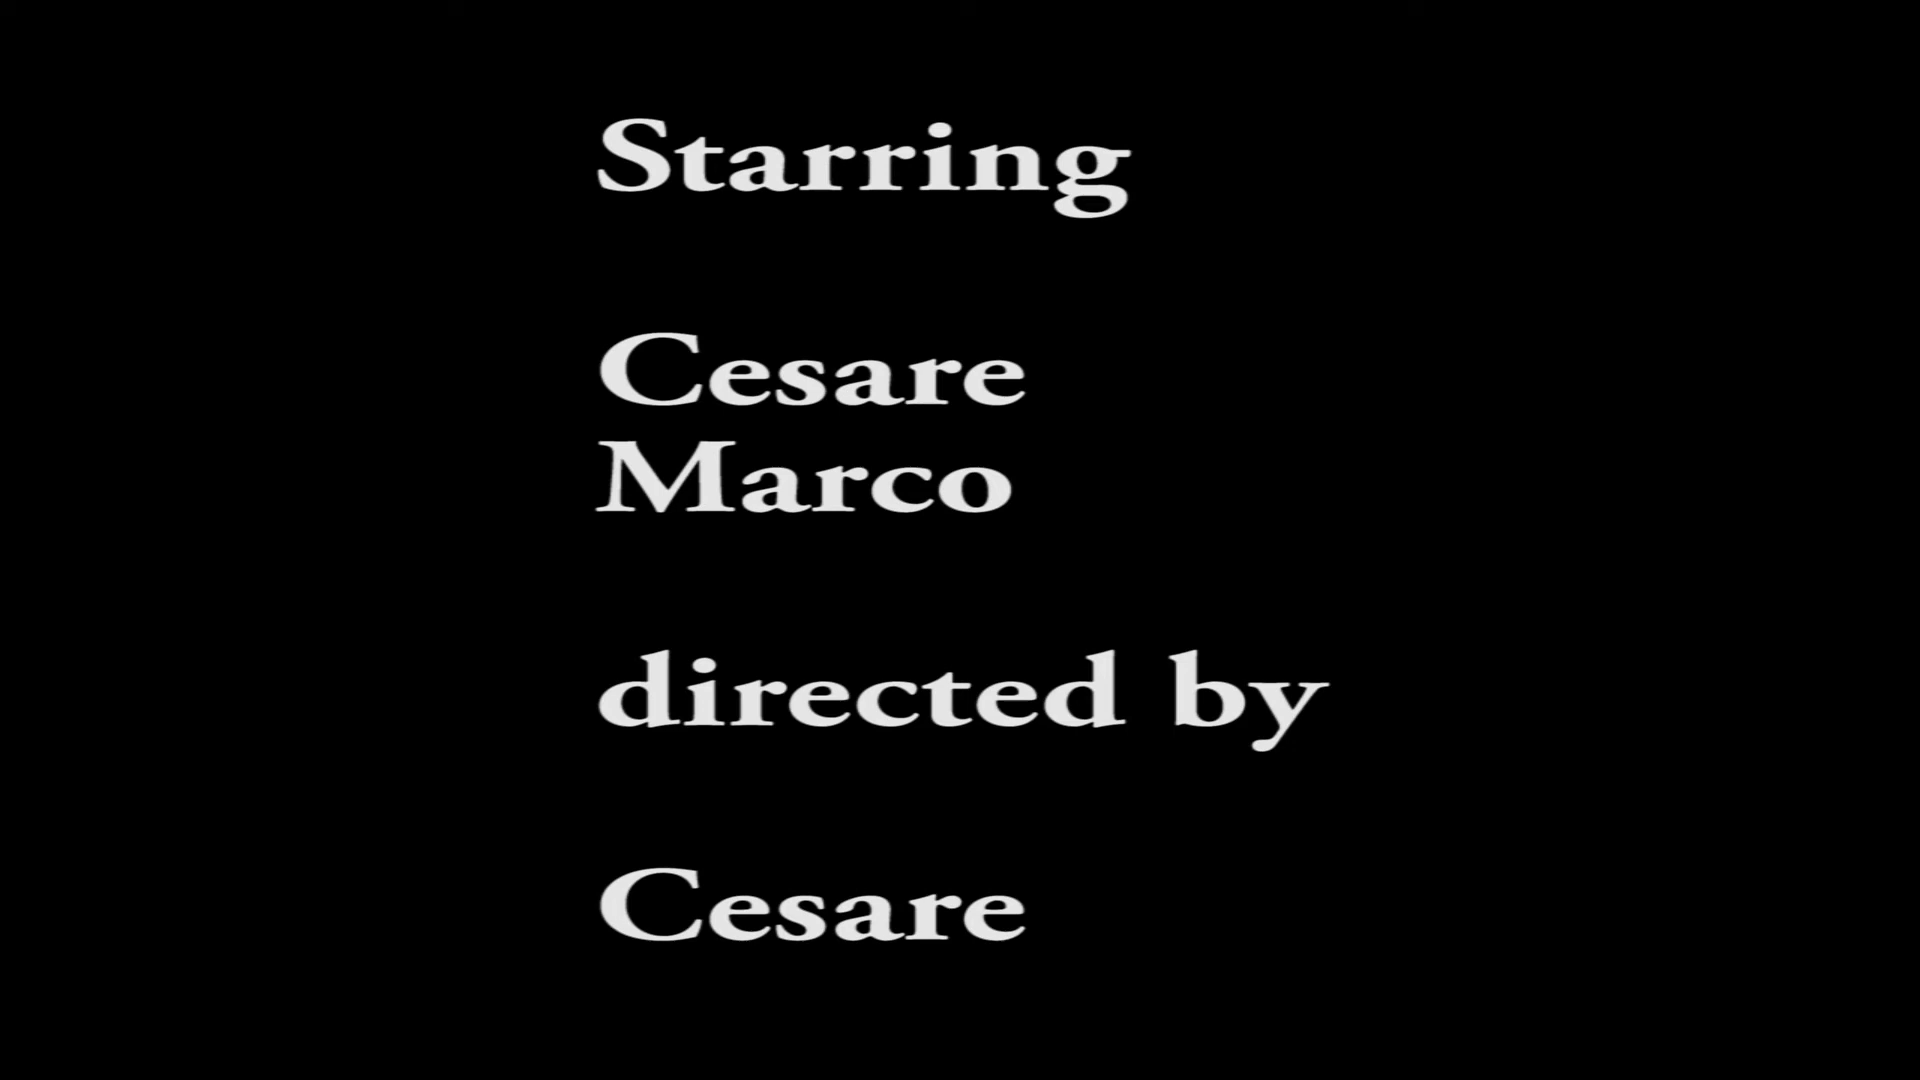 Starring
Cesare
Marco
directed by
Cesare